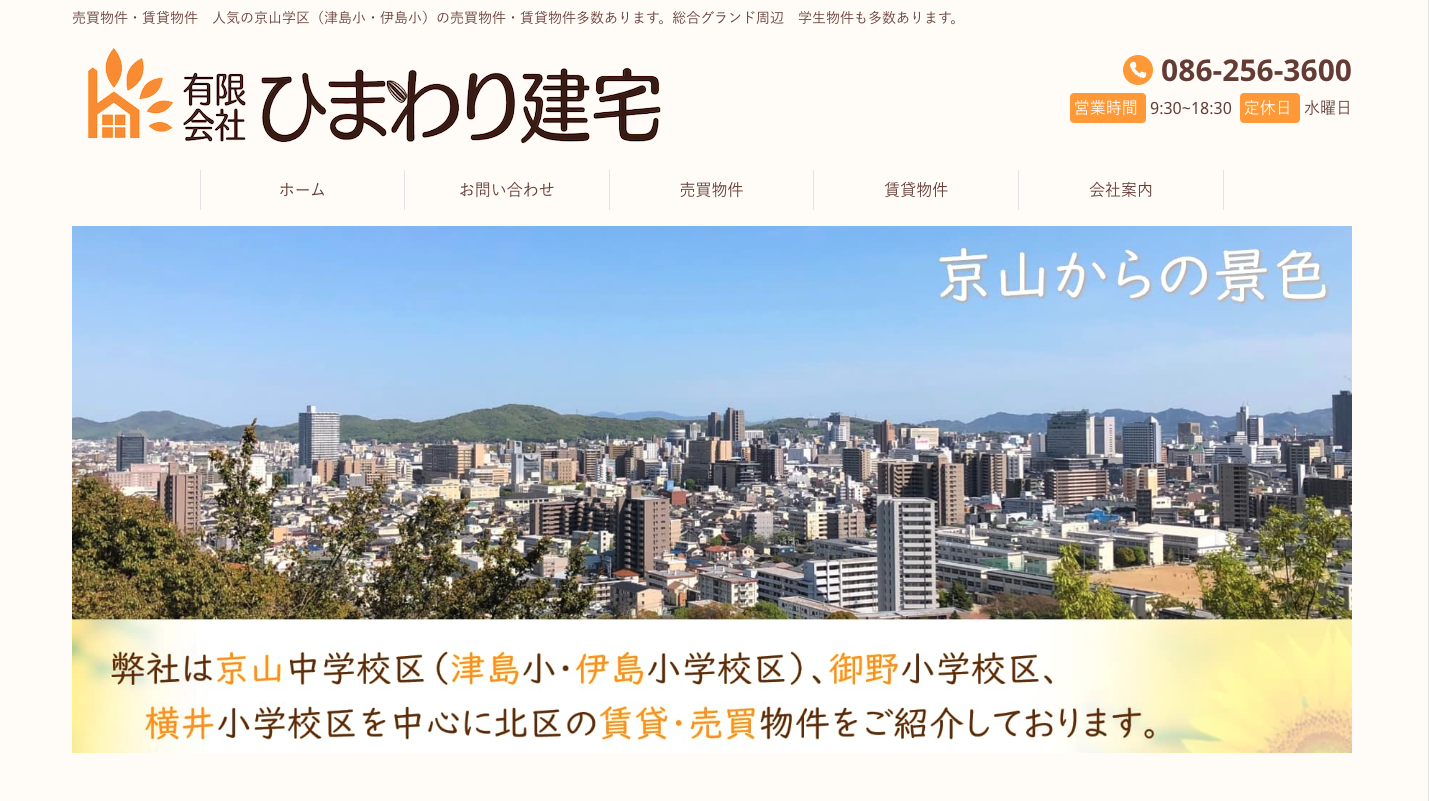 売買物件・賃貸物件　人気の京山学区（津島小・伊島小）の売買物件・賃貸物件多数あります。総合グランド周辺　学生物件も多数あります。
有限会社 ひまわり建宅
086-256-3600
営業時間 9:30~18:30 定休日 水曜日
ホーム お問い合わせ 売買物件 賃貸物件 会社案内
京山からの景色
弊社は京山中学校区（津島小・伊島小学校区）、御野小学校区、
横井小学校区を中心に北区の賃貸・売買物件をご紹介しております。